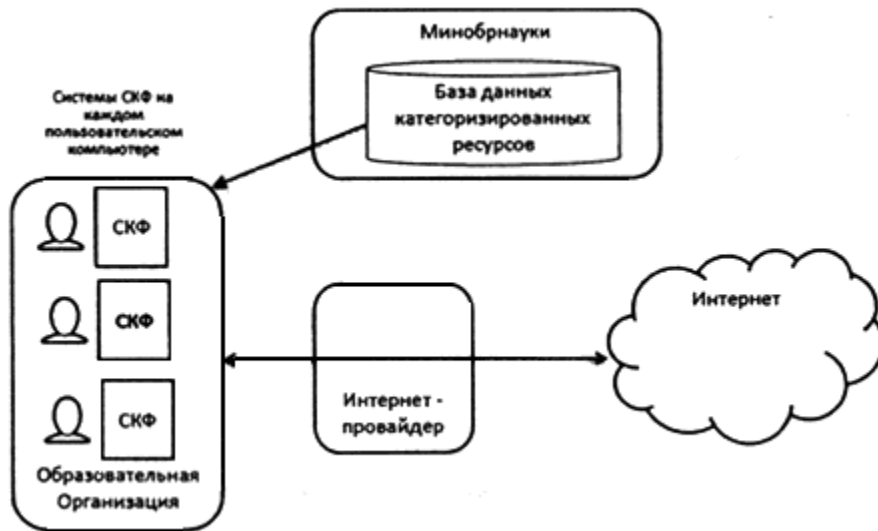 Минобрнауки
База данных
категоризированных
ресурсов
Системы СКФ на
каждом
пользовательском
компьютере
СКФ
СКФ
СКФ
Образовательная
Организация
Интернет -
провайдер
Интернет